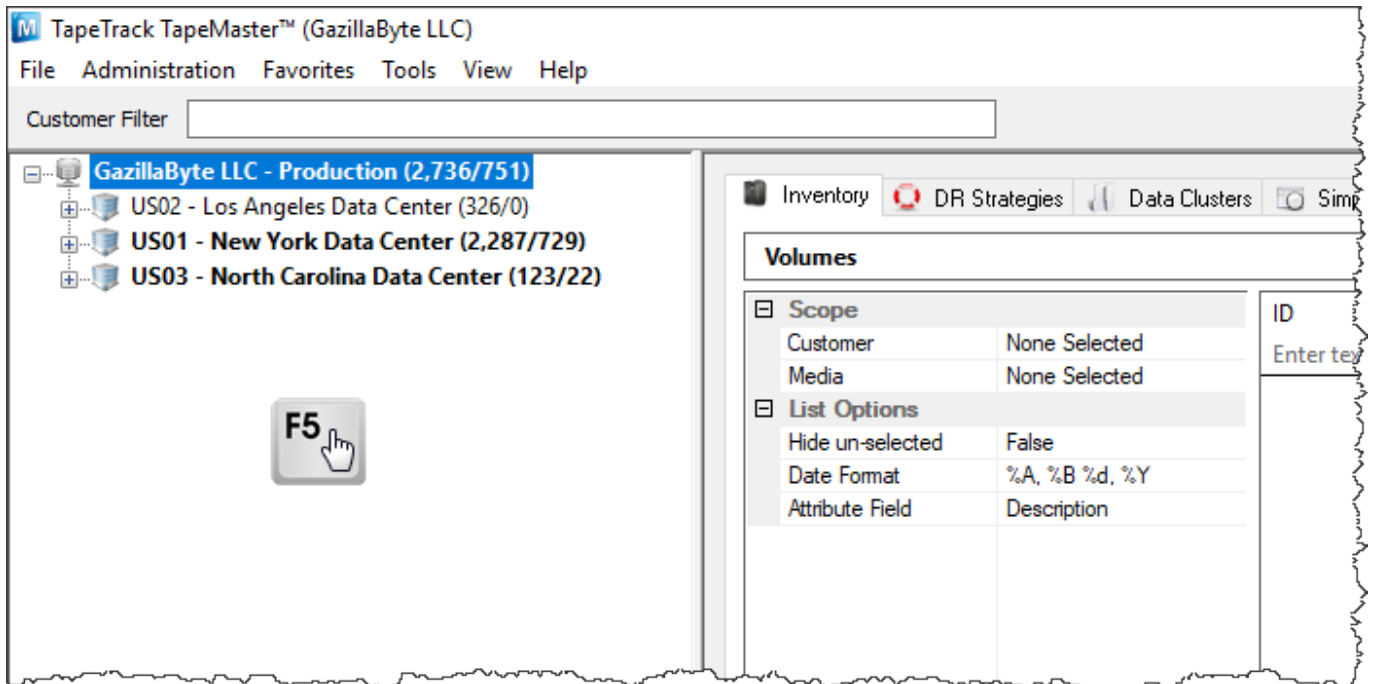 TapeTrack TapeMaster™ (GazillaByte LLC)
File Administration Favorites Tools View Help
Customer Filter
GazillaByte LLC - Production (2,736/751)
US02 - Los Angeles Data Center (326/0)
US01 - New York Data Center (2,287/729)
US03 - North Carolina Data Center (123/22)
F5
Inventory DR Strategies Data Clusters
Volumes
Scope
Customer None Selected
Media None Selected
List Options
Hide un-selected False
Date Format %A, %B %d, %Y
Attribute Field Description
ID
Enter